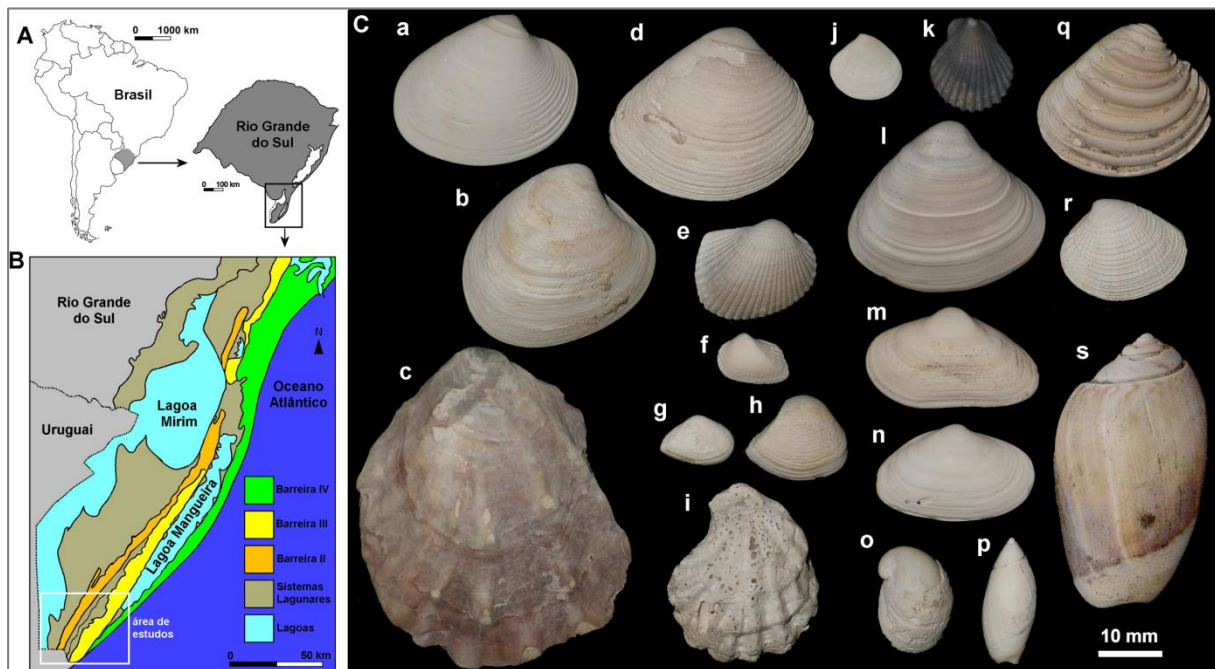 A
0 1000 km
Brasil
Rio Grande
do Sul
0 100 km
B
Rio Grande
do Sul
N
Oceano
Atlântico
Lagoa
Mirim
Uruguai
Lagoa Mangueira
Barreira IV
Barreira III
Barreira II
Sistemas
Lagunares
Lagoas
área de
estudos
0 50 km
C
a
d
j
k
q
b
e
l
r
f
c
g
h
m
s
n
i
o
p
10 mm